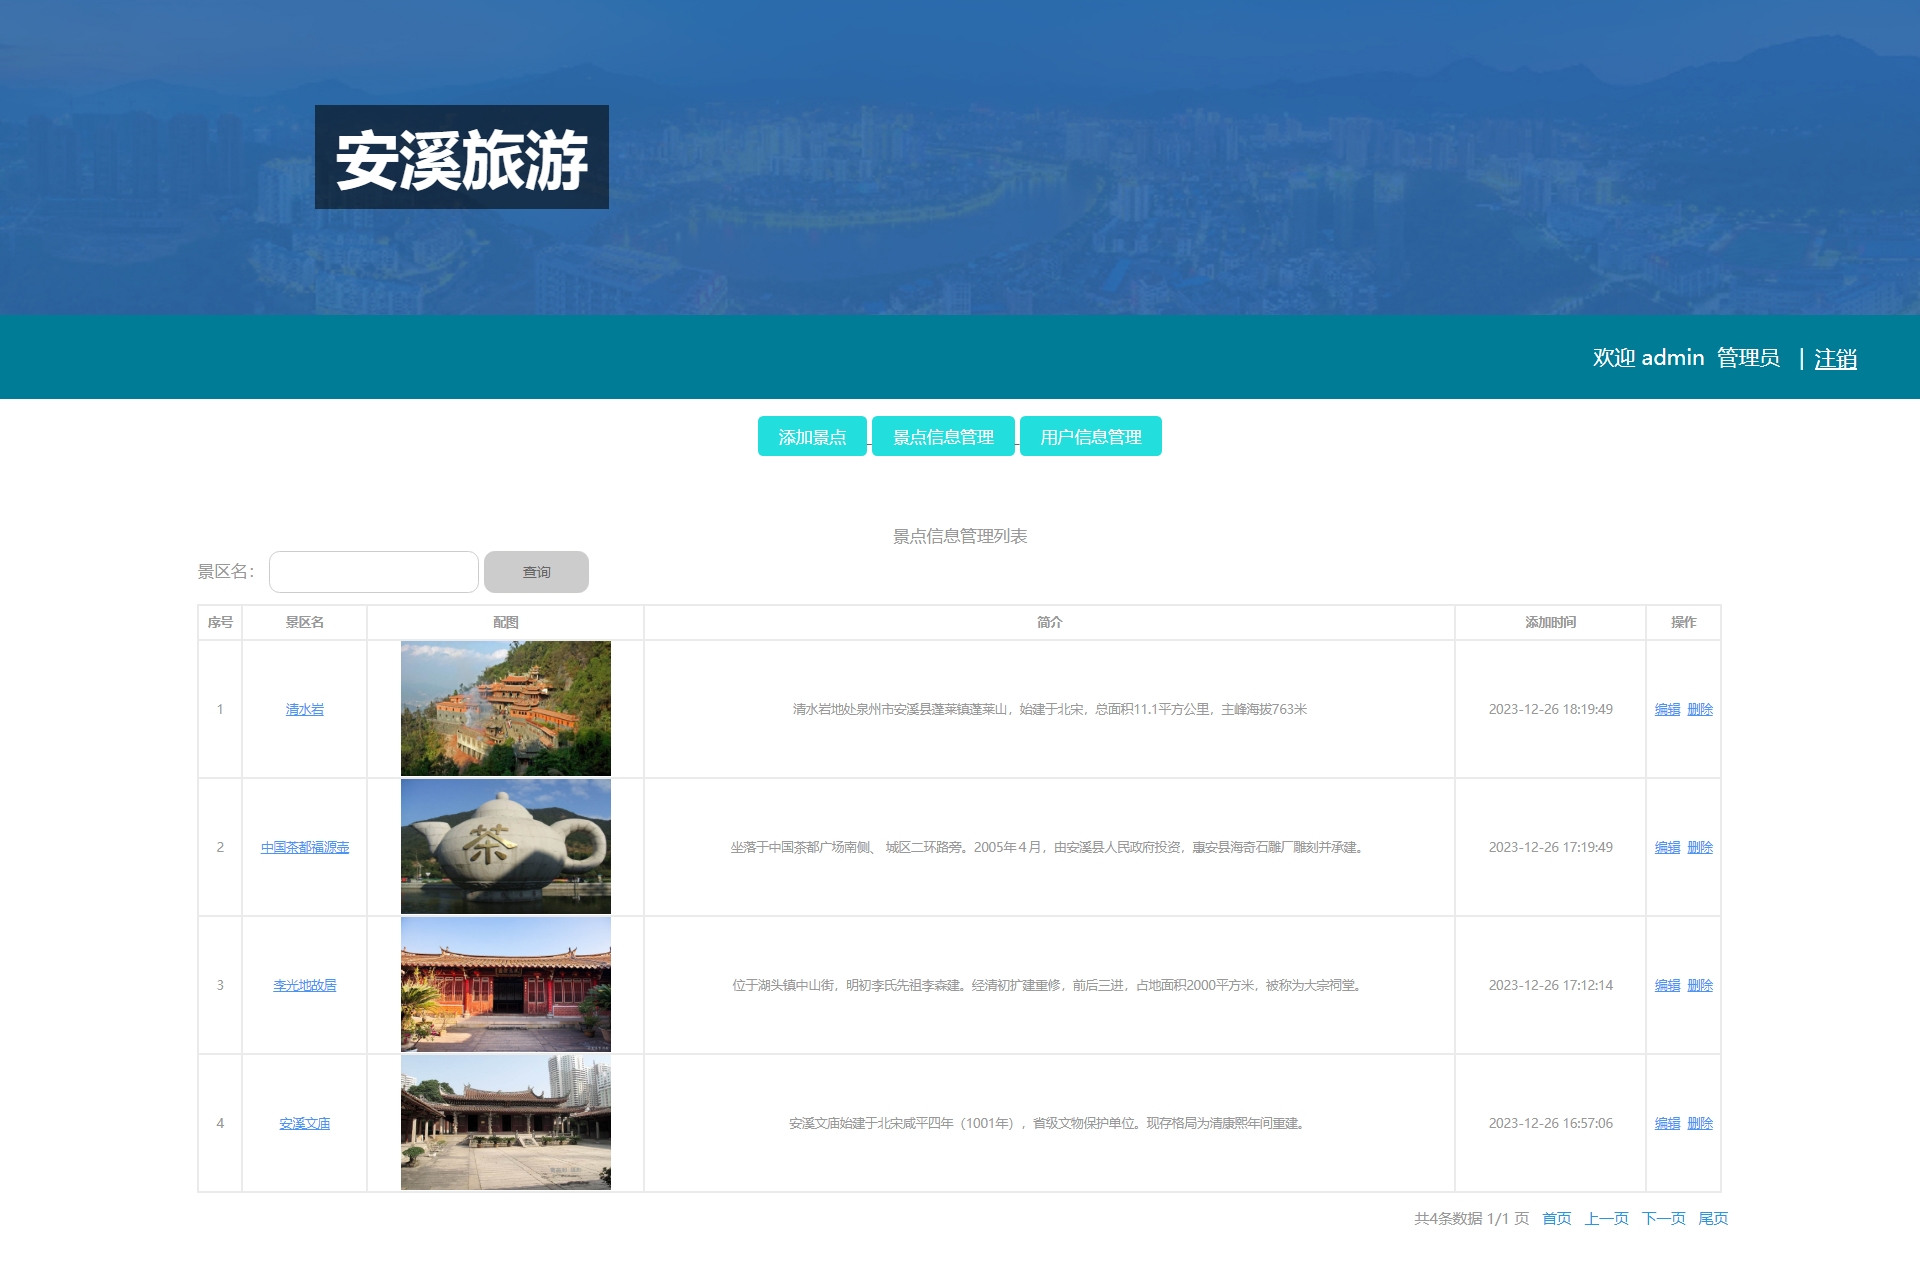 安溪旅游
欢迎 admin 管理员 | 注销
添加景点 景点信息管理 用户信息管理
景点信息管理列表
景区名： 查询
序号 景区名 配图 简介 添加时间 操作
1 清水岩 清水岩地处泉州市安溪县蓬莱镇蓬莱山，始建于北宋，总面积11.1平方公里，主峰海拔763米 2023-12-26 18:19:49 编辑 删除
茶
2 中国茶都福源壶 坐落于中国茶都广场南侧、 城区二环路旁。2005年４月，由安溪县人民政府投资，惠安县海奇石雕厂雕刻并承建。 2023-12-26 17:19:49 编辑 删除
3 李光地故居 位于湖头镇中山街，明初李氏先祖李森建。经清初扩建重修，前后三进，占地面积2000平方米，被称为大宗祠堂。 2023-12-26 17:12:14 编辑 删除
4 安溪文庙 安溪文庙始建于北宋咸平四年（1001年），省级文物保护单位。现存格局为清康熙年间重建。 2023-12-26 16:57:06 编辑 删除
共4条数据 1/1 页 首页 上一页 下一页 尾页